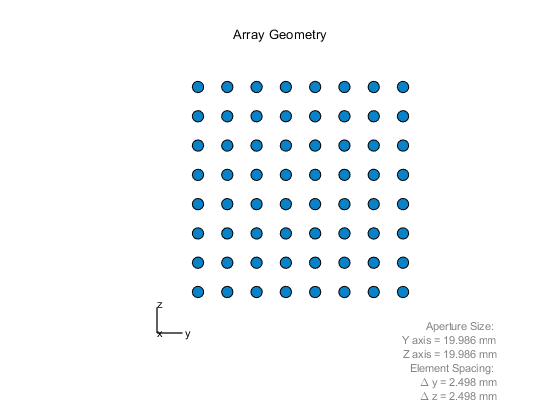 Array Geometry
z
x
y
Aperture Size:
Y axis = 19.986 mm
Z axis = 19.986 mm
Element Spacing:
Δ y = 2.498 mm
Δ z = 2.498 mm